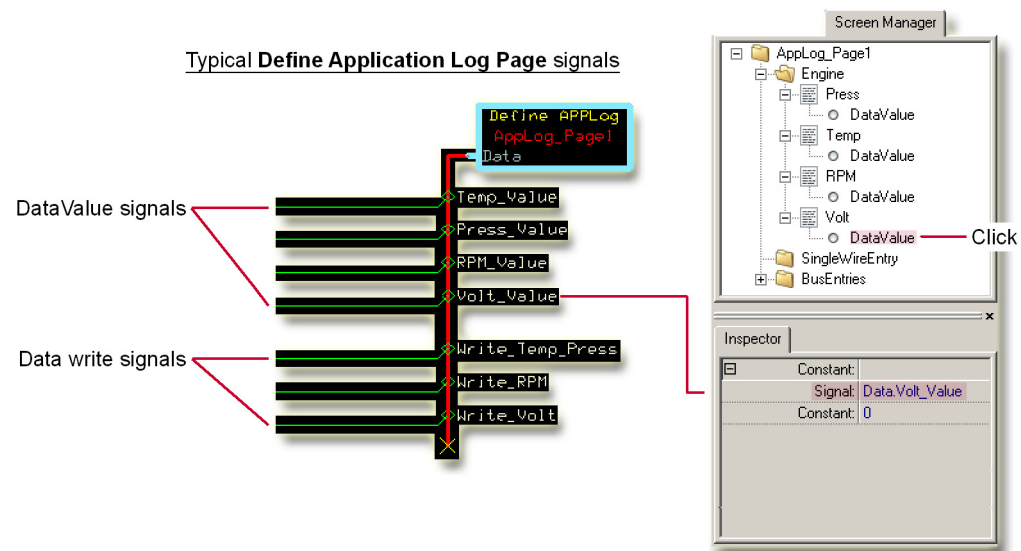 Typical Define Application Log Page signals
Define APPLog
AppLog_Page1
Data
DataValue signals
Temp_Value
Press_Value
RPM_Value
Volt_Value
Data write signals
Write_Temp_Press
Write_RPM
Write_Volt
Screen Manager
AppLog_Page1
Engine
Press
DataValue
Temp
DataValue
RPM
DataValue
Volt
DataValue
Click
SingleWireEntry
BusEntries
Inspector
Constant:
Signal: Data.Volt_Value
Constant: 0